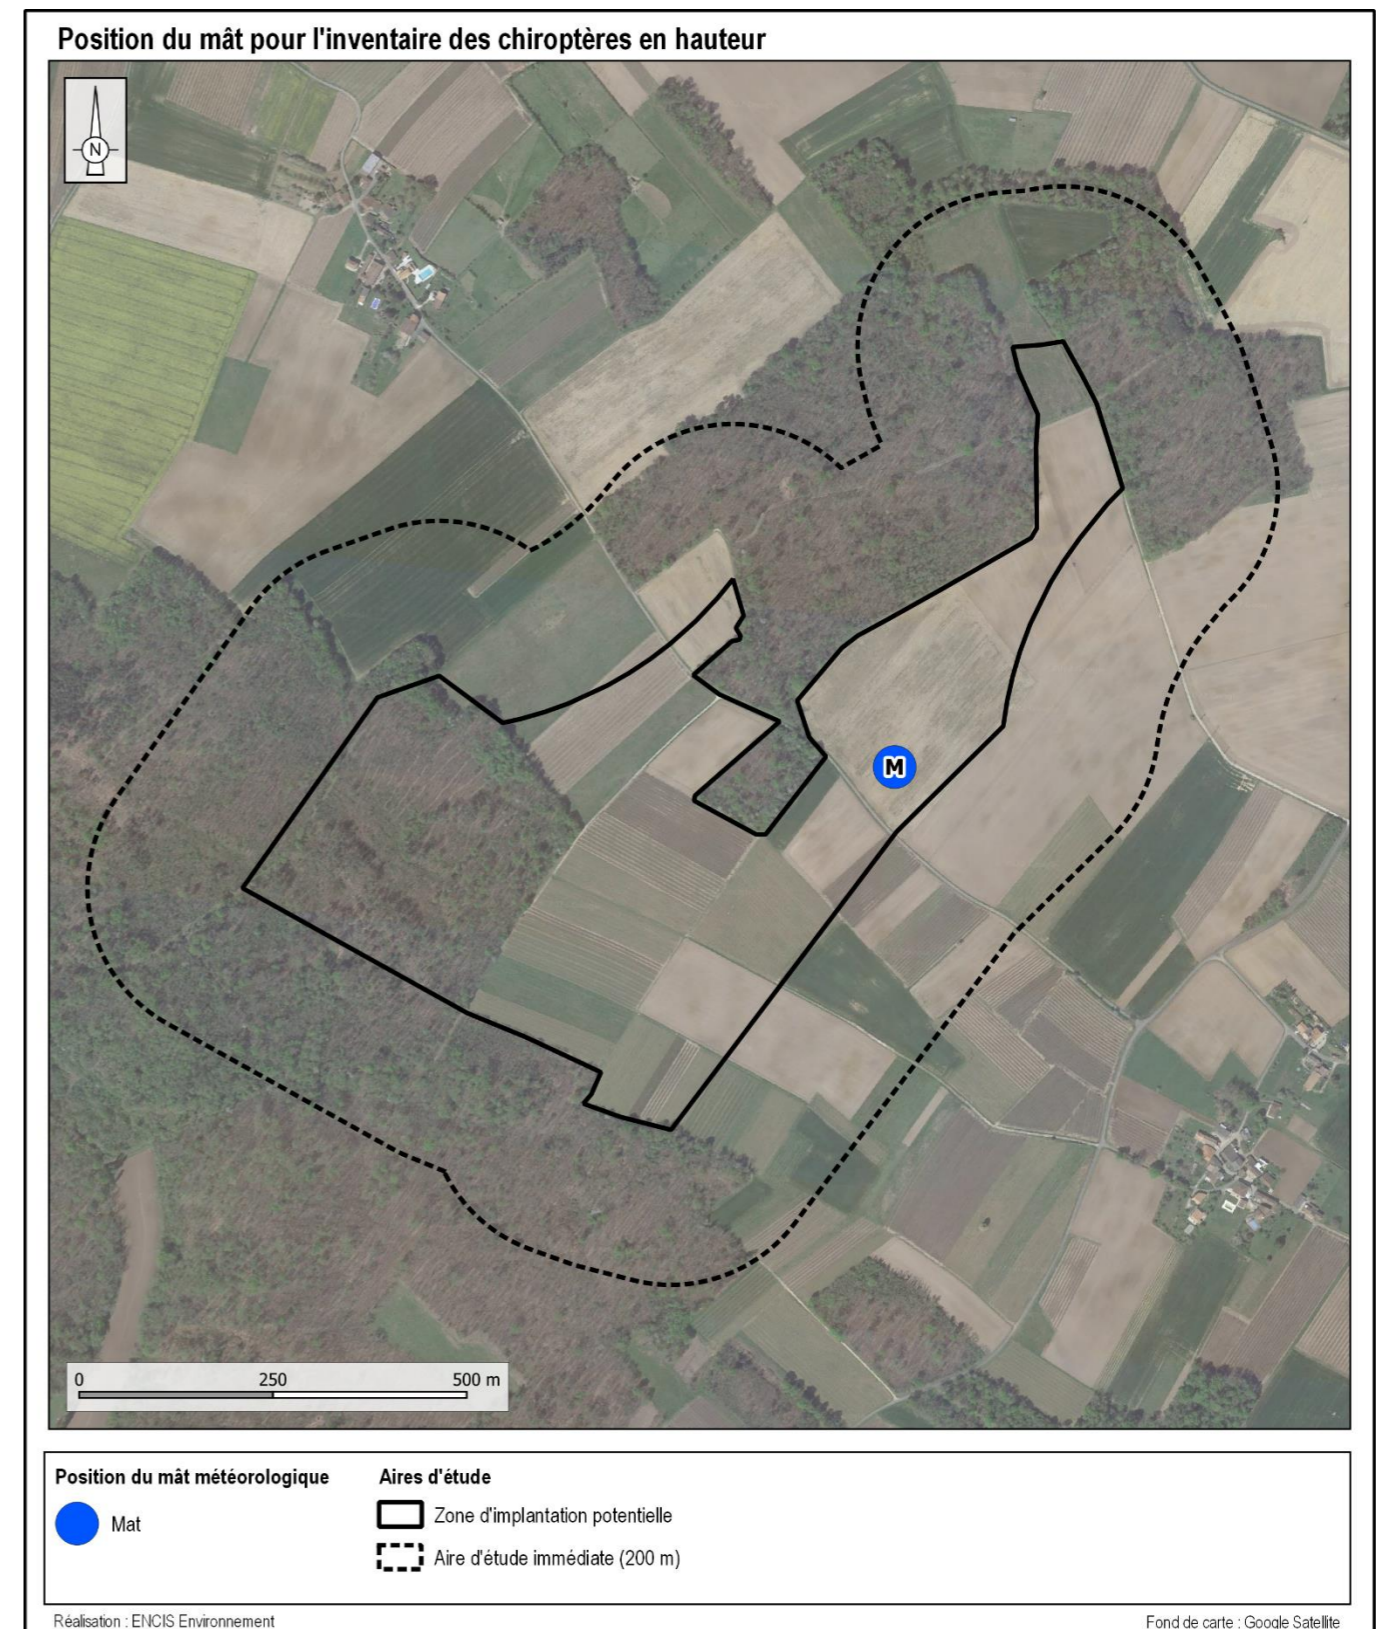 Position du mât pour l'inventaire des chiroptères en hauteur
N
M
0 250 500 m
Position du mât météorologique
Mat
Aires d'étude
Zone d'implantation potentielle
Aire d'étude immédiate (200 m)
Réalisation : ENCIS Environnement
Fond de carte : Google Satellite